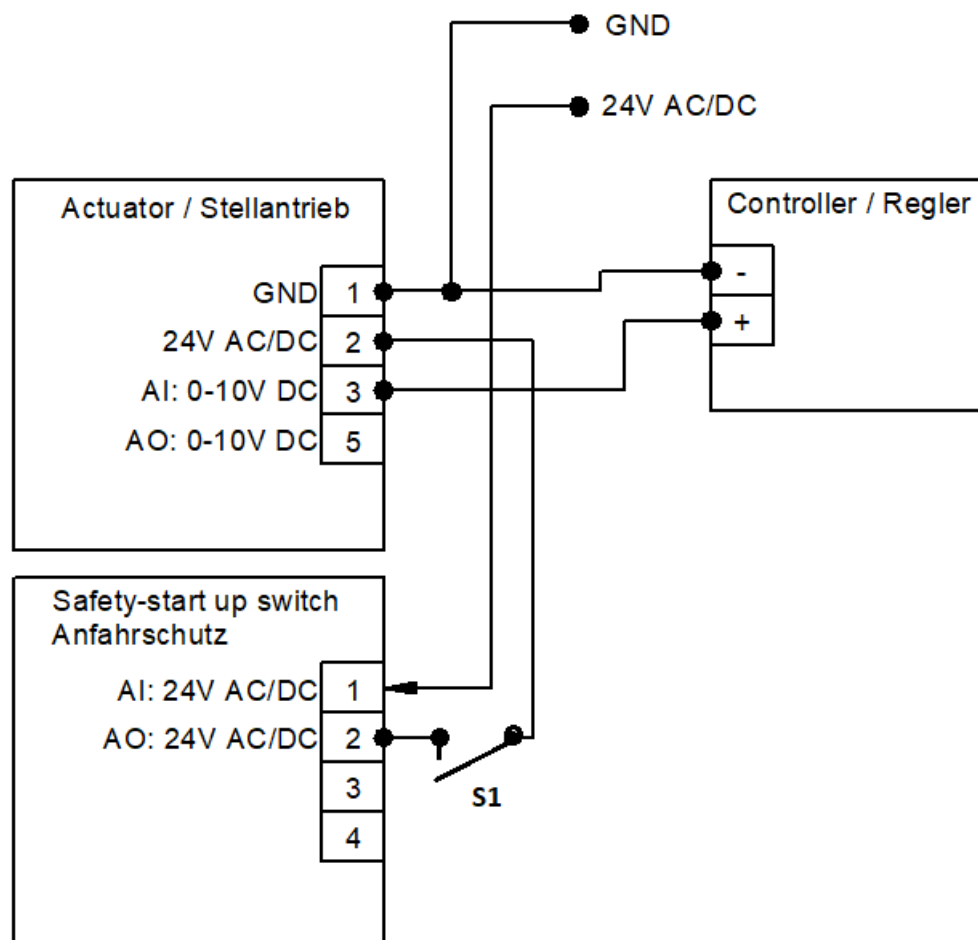 GND
24V AC/DC
Actuator / Stellantrieb
GND 1
24V AC/DC 2
AI: 0-10V DC 3
AO: 0-10V DC 5
Controller / Regler
-
+
Safety-start up switch
Anfahrschutz
AI: 24V AC/DC 1
AO: 24V AC/DC 2
3
4
S1